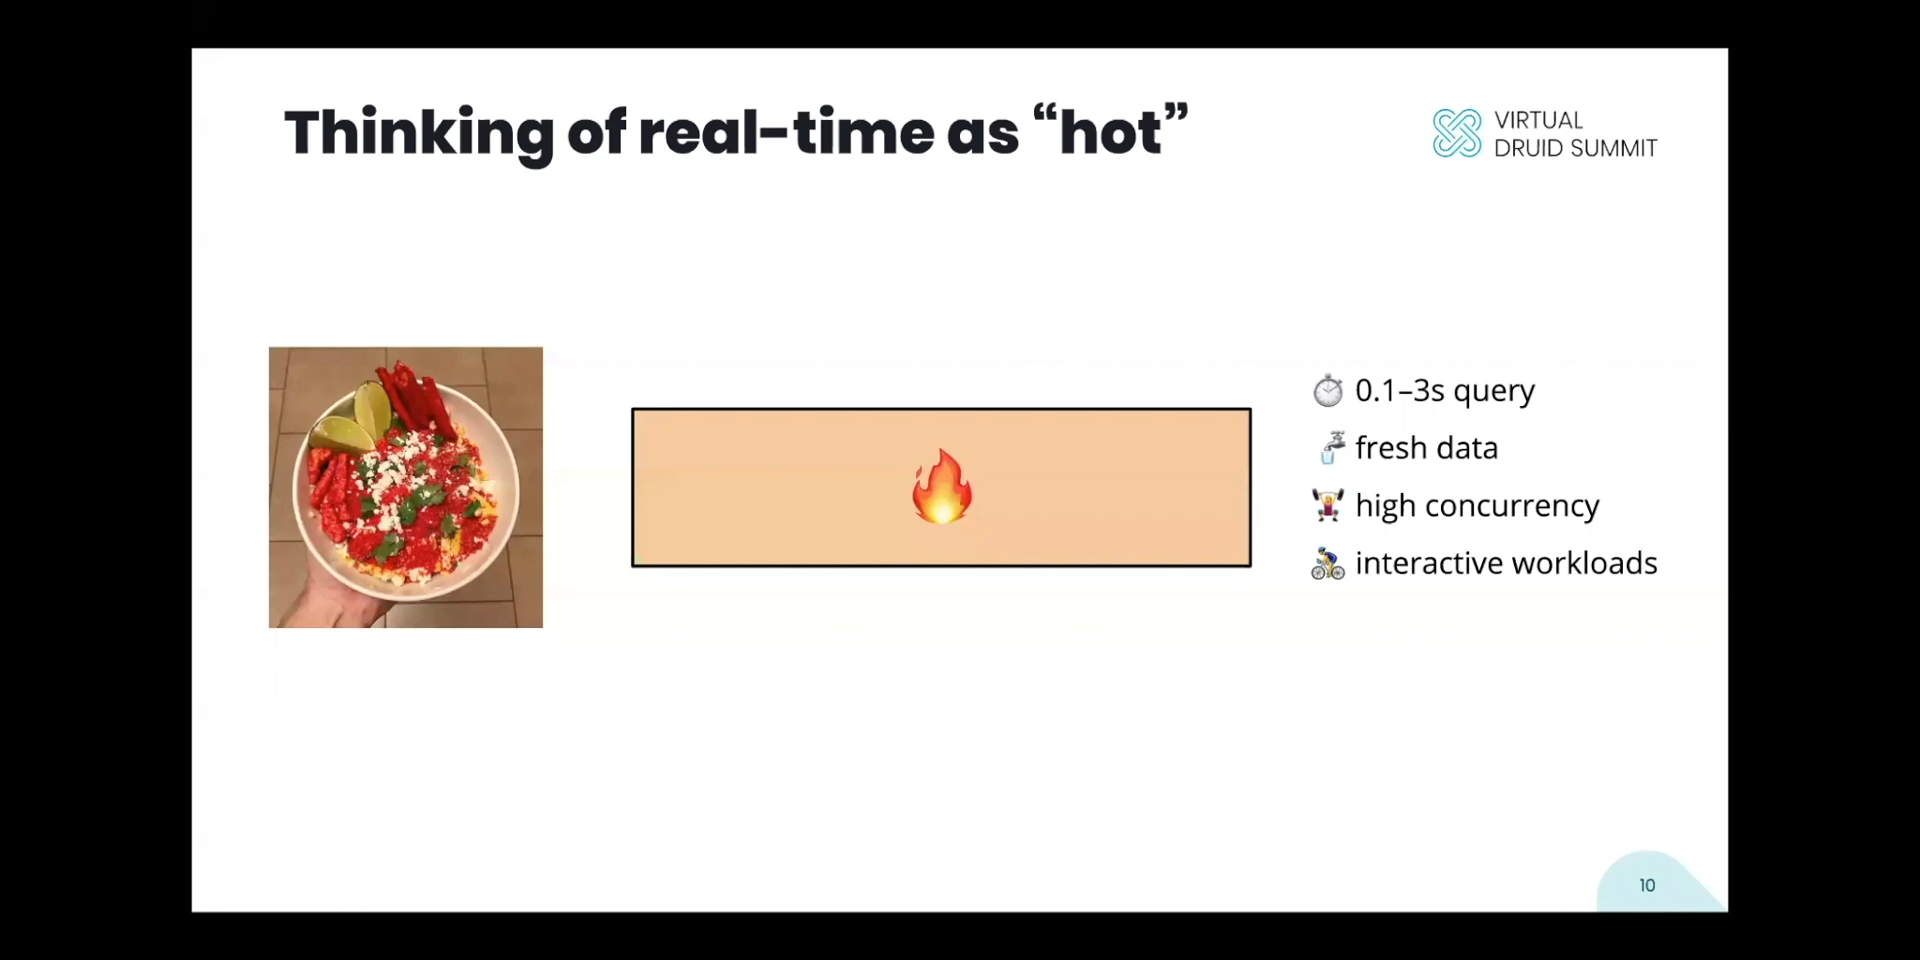 Thinking of real-time as “hot”
VIRTUAL
DRUID SUMMIT
0.1–3s query
fresh data
high concurrency
interactive workloads
10